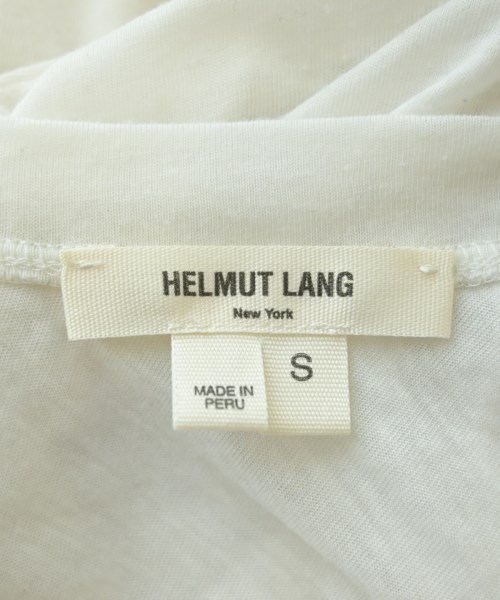 HELMUT LANG
New York
S
MADE IN
PERU